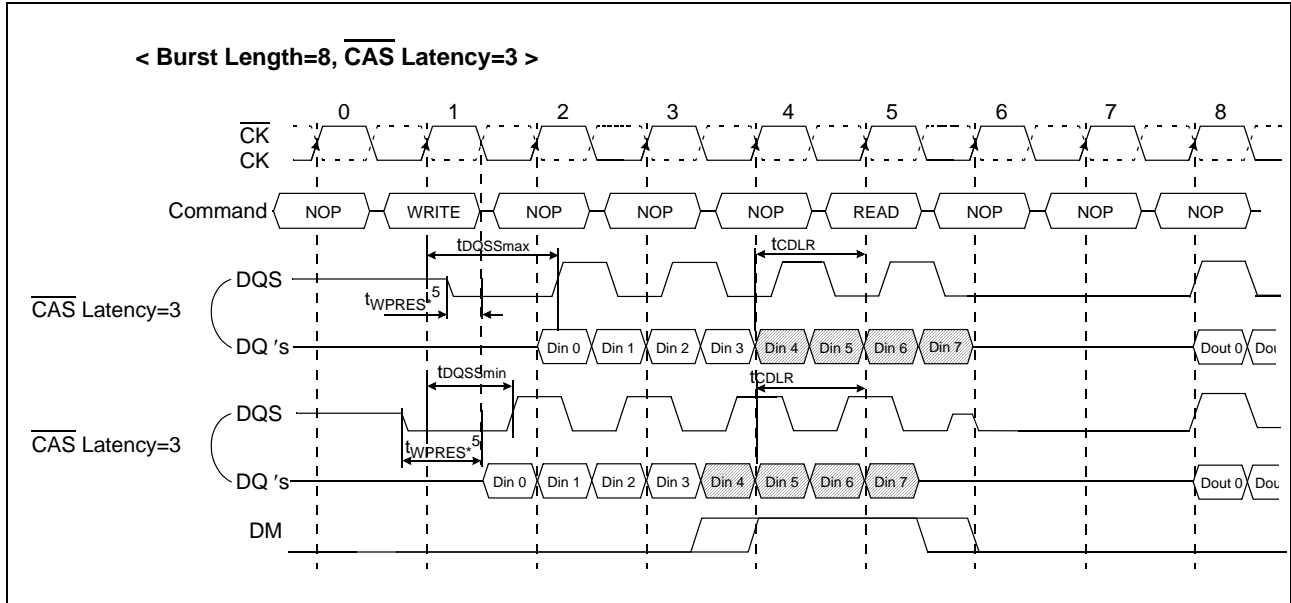 < Burst Length=8, CAS Latency=3 >
0 1 2 3 4 5 6 7 8
CK
CK
Command NOP WRITE NOP NOP NOP READ NOP NOP NOP
tDQSSmax tCDLR
DQS
tWPRES*5
CAS Latency=3
DQ 's Din 0 Din 1 Din 2 Din 3 Din 4 Din 5 Din 6 Din 7 Dout 0 Dou
tDQSSmin tCDLR
DQS
CAS Latency=3
tWPRES*5
DQ 's Din 0 Din 1 Din 2 Din 3 Din 4 Din 5 Din 6 Din 7 Dout 0 Dou
DM